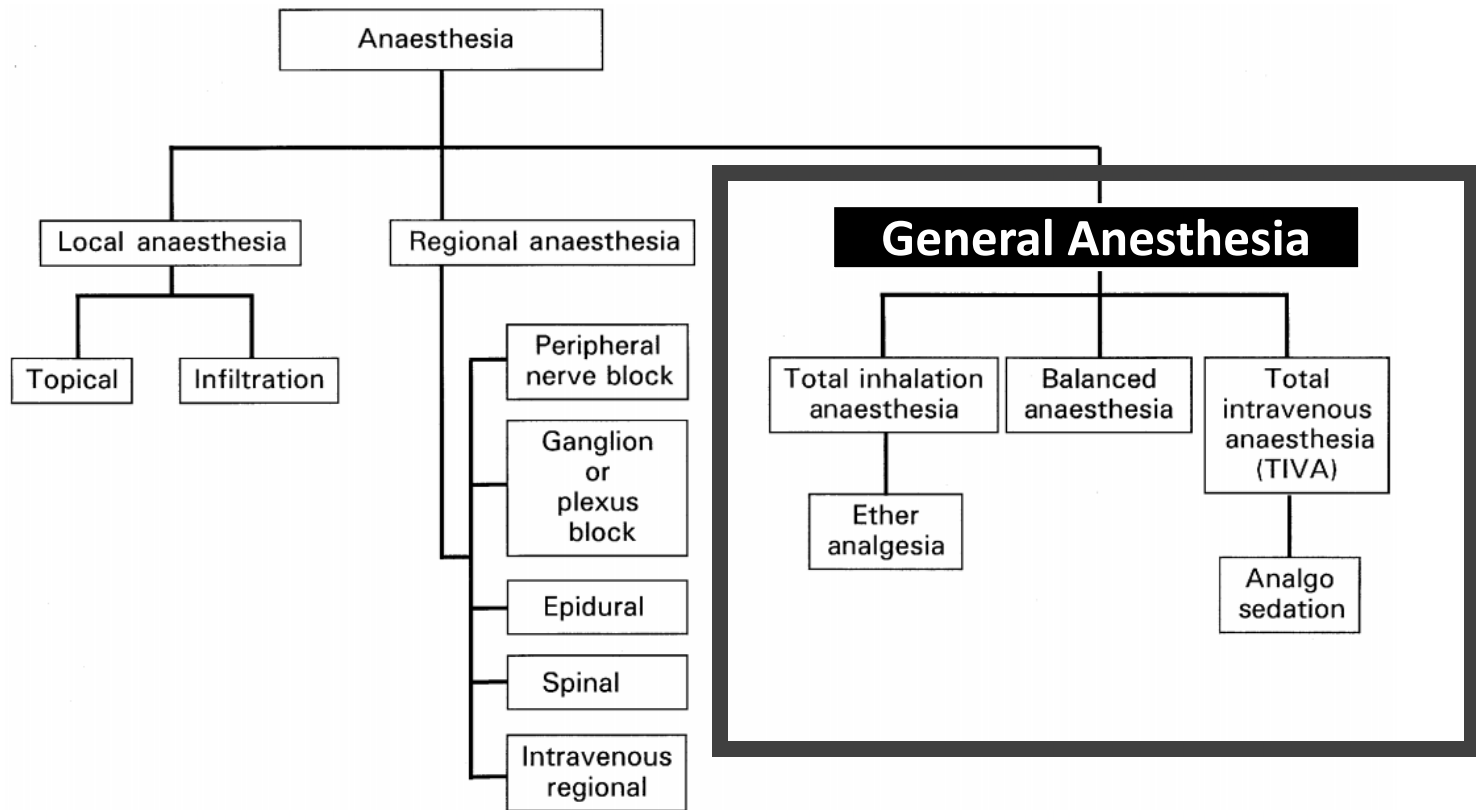 Anaesthesia
Local anaesthesia
Regional anaesthesia
General Anesthesia
Topical
Infiltration
Peripheral
nerve block
Ganglion
or
plexus
block
Epidural
Spinal
Intravenous
regional
Total inhalation
anaesthesia
Balanced
anaesthesia
Total
intravenous
anaesthesia
(TIVA)
Ether
analgesia
Analgo
sedation